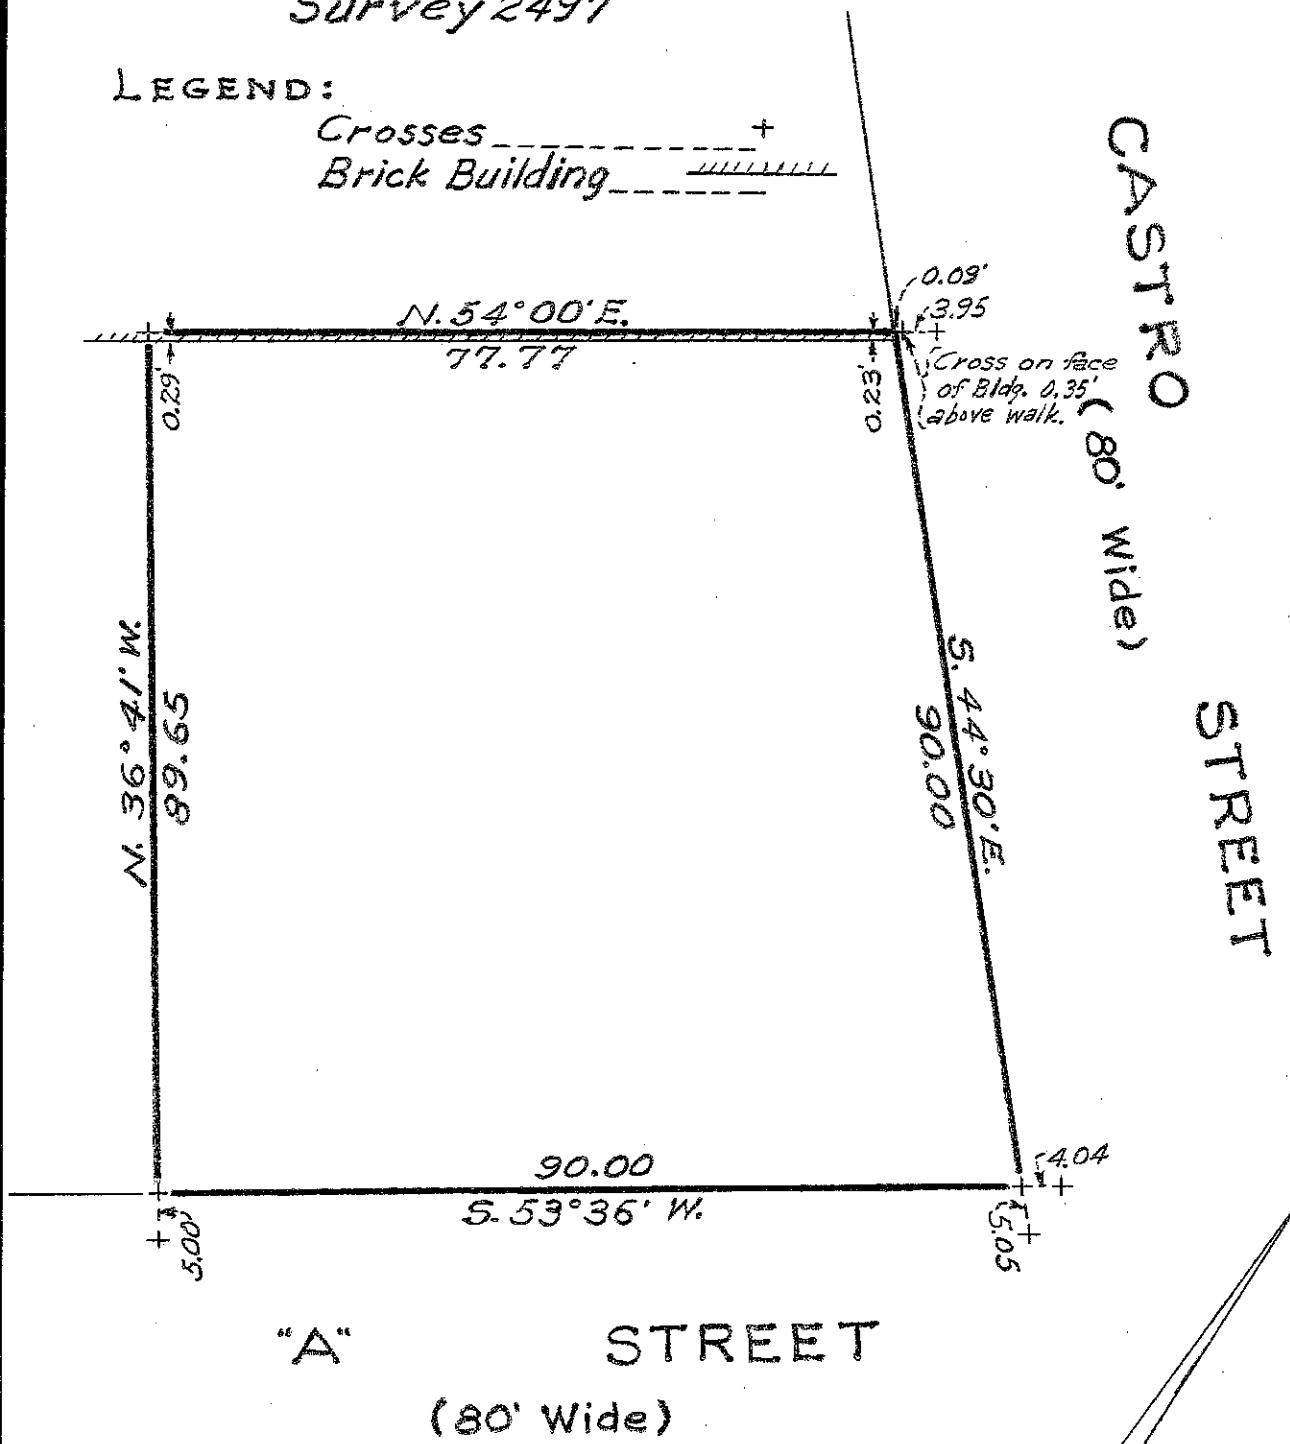 Survey 2497
LEGEND:
Crosses +
Brick Building
CASTRO STREET
(80' Wide)
0.09'
3.95
N. 54°00' E.
77.77
0.29'
0.23'
Cross on face
of Bldg. 0.35'
above walk.
N. 36°41' W.
89.65
S. 44°30' E.
90.00
90.00
S. 53°36' W.
4.04
5.00'
5.05
"A" STREET
(80' Wide)